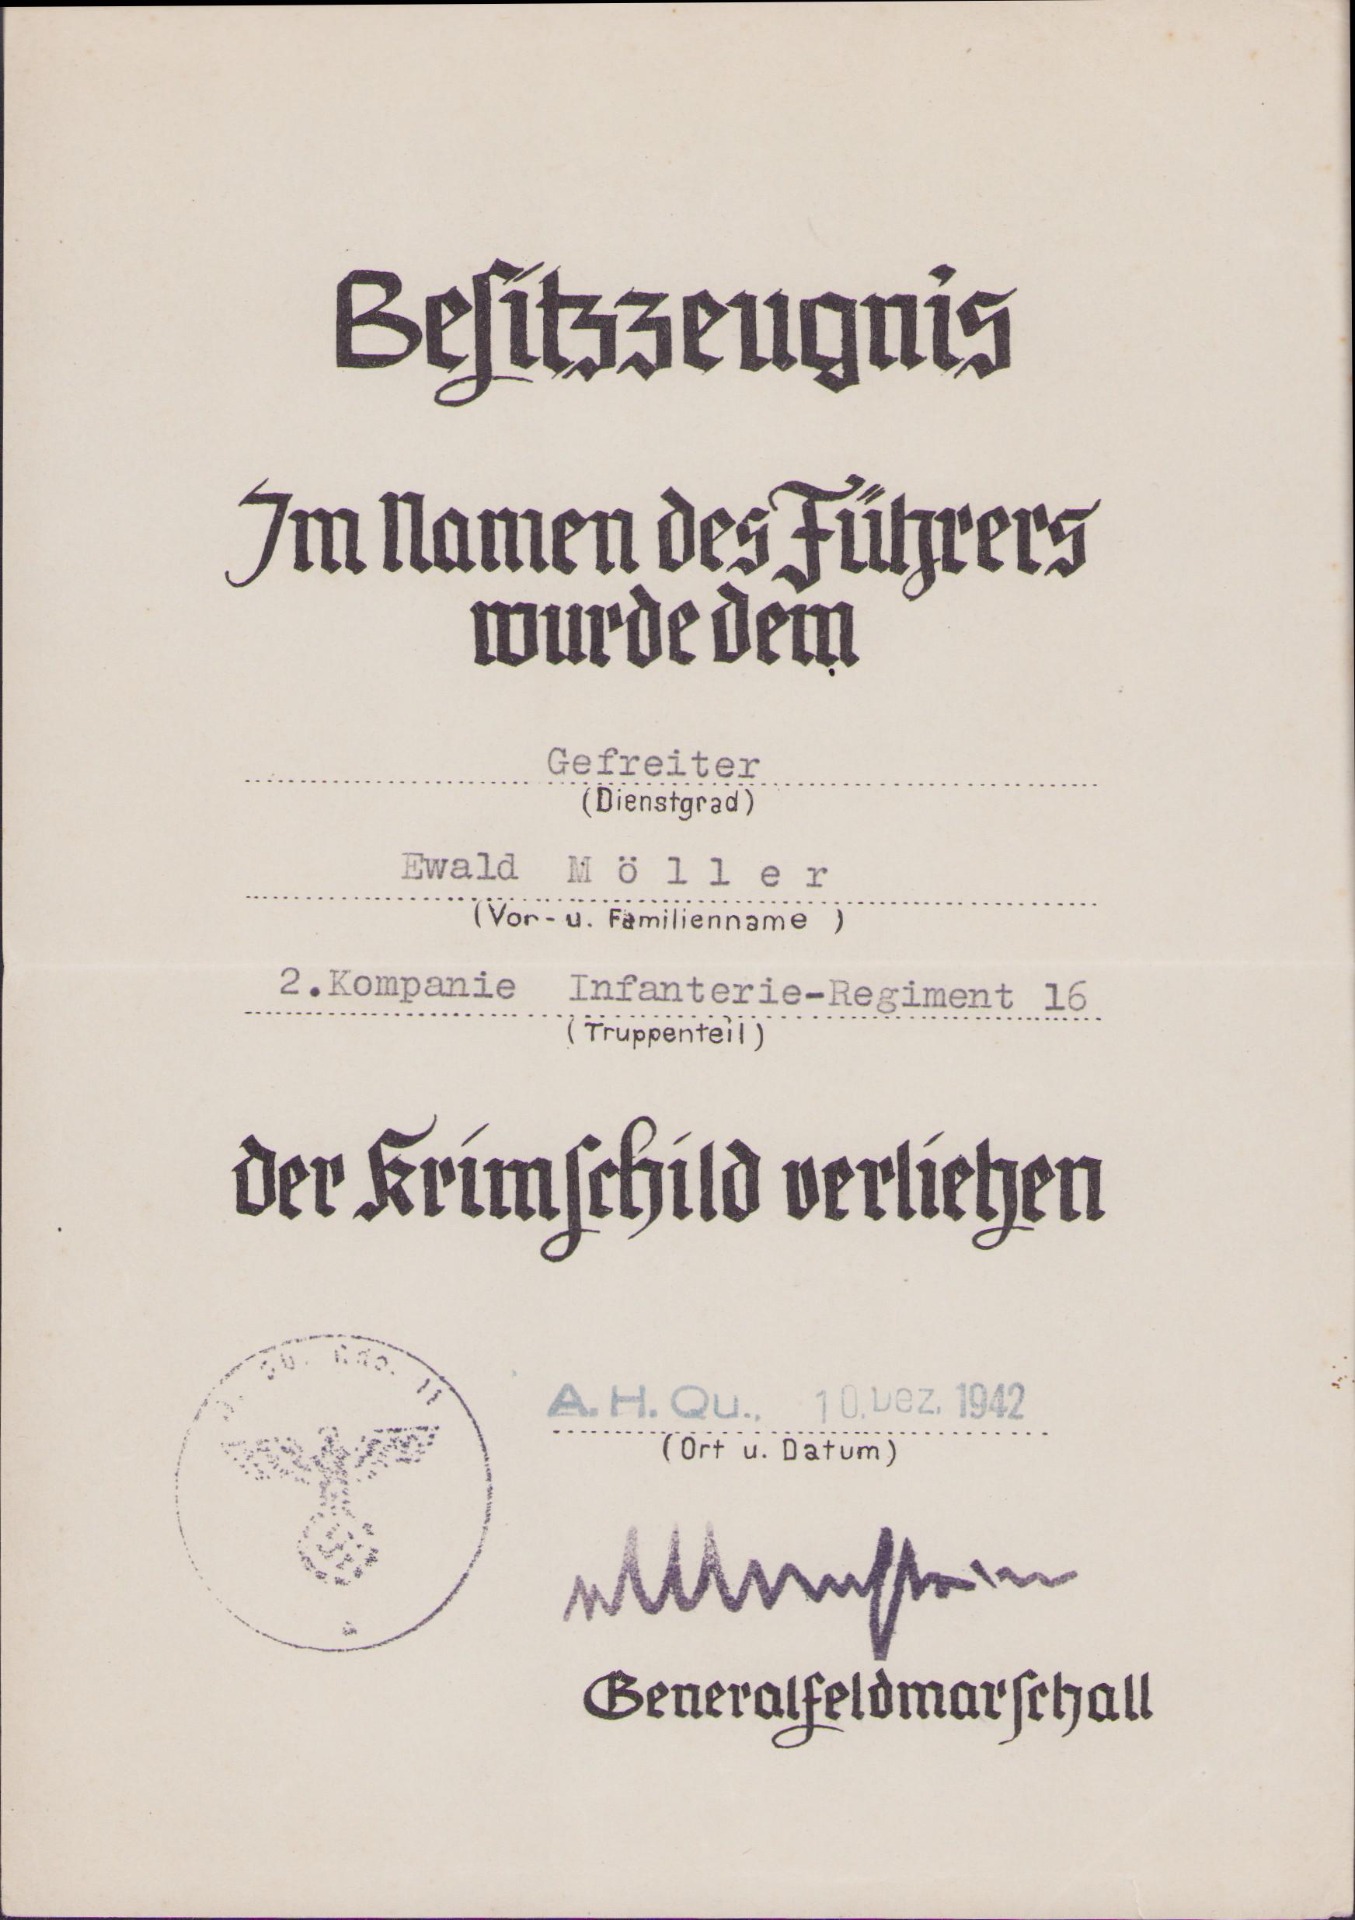 Besitzzeugnis
Im Namen des Führers
wurde dem
Gefreiter
(Dienstgrad)
Ewald Möller
(Vor- u. Familienname )
2.Kompanie Infanterie-Regiment 16
(Truppenteil)
der Krimschild verliehen
A.H.Qu., 10.Dez. 1942
(Ort u. Datum)
Generalfeldmarschall